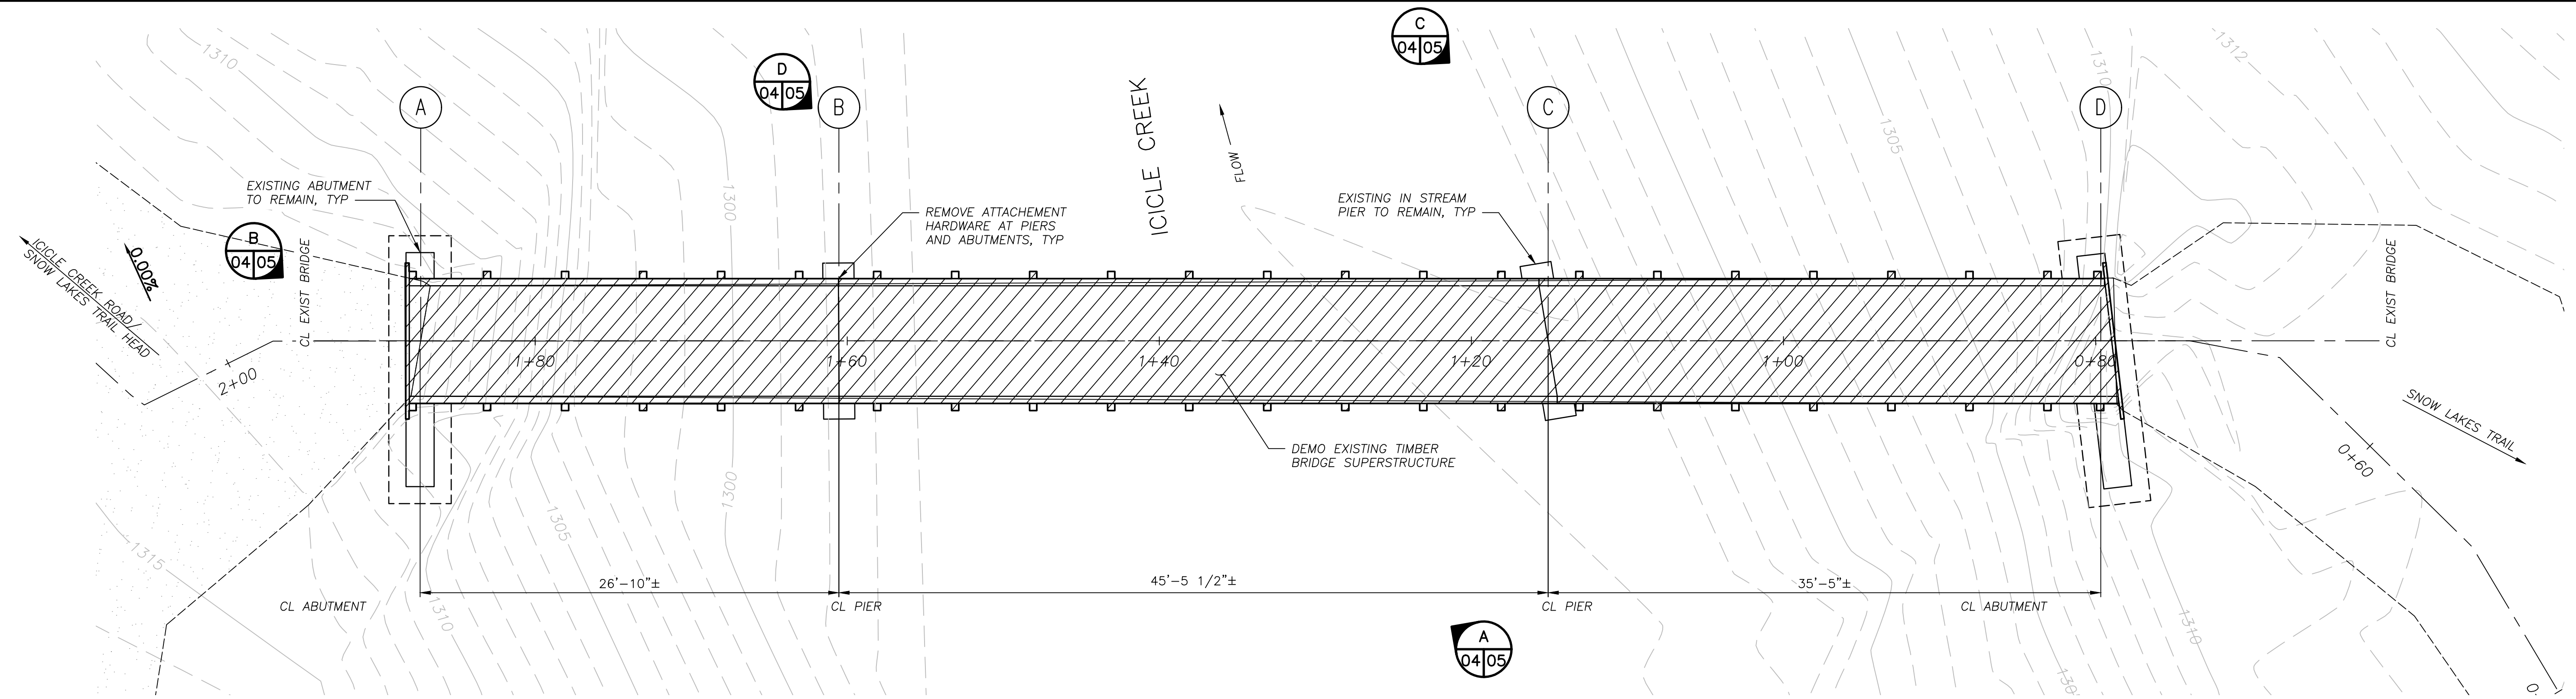 1310
1312
1310
1305
C
04 05
D
04 05
A
B
C
D
ICICLE CREEK
FLOW
EXISTING ABUTMENT
TO REMAIN, TYP
REMOVE ATTACHEMENT
HARDWARE AT PIERS
AND ABUTMENTS, TYP
EXISTING IN STREAM
PIER TO REMAIN, TYP
1300
B
04 05
0.00%
ICICLE CREEK ROAD/
SNOW LAKES TRAIL HEAD
CL EXIST BRIDGE
CL EXIST BRIDGE
2+00
1+80
1+60
1+40
1+20
1+00
0+80
0+60
SNOW LAKES TRAIL
DEMO EXISTING TIMBER
BRIDGE SUPERSTRUCTURE
1300
1305
1315
26'-10"±
45'-5 1/2"±
35'-5"±
CL ABUTMENT
CL PIER
CL PIER
CL ABUTMENT
1310
1310
A
04 05